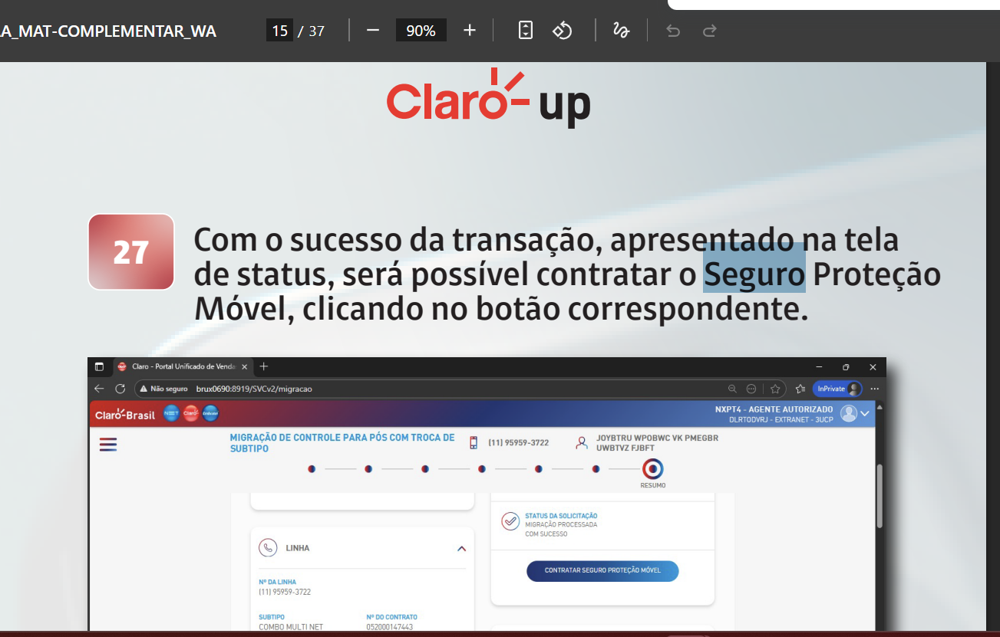 A_MAT-COMPLEMENTAR_WA 15 / 37 90%
Claro up
27
Com o sucesso da transação, apresentado na tela
de status, será possível contratar o Seguro Proteção
Móvel, clicando no botão correspondente.
Claro - Portal Unificado de Venda
Não seguro brux0690:8919/SVCv2/migracao InPrivate
Claro-Brasil NET Claro Embratel
NXPT4 - AGENTE AUTORIZADO
DLRTODVRJ - EXTRANET - 3UCP
MIGRAÇÃO DE CONTROLE PARA PÓS COM TROCA DE
SUBTIPO
(11) 95959-3722
JOYBTRU WPOBWC VK PMEGBR
UWBTVZ FJBFT
RESUMO
STATUS DA SOLICITAÇÃO
MIGRAÇÃO PROCESSADA
COM SUCESSO
CONTRATAR SEGURO PROTEÇÃO MÓVEL
LINHA
Nº DA LINHA
(11) 95959-3722
SUBTIPO
COMBO MULTI NET
Nº DO CONTRATO
052000147443